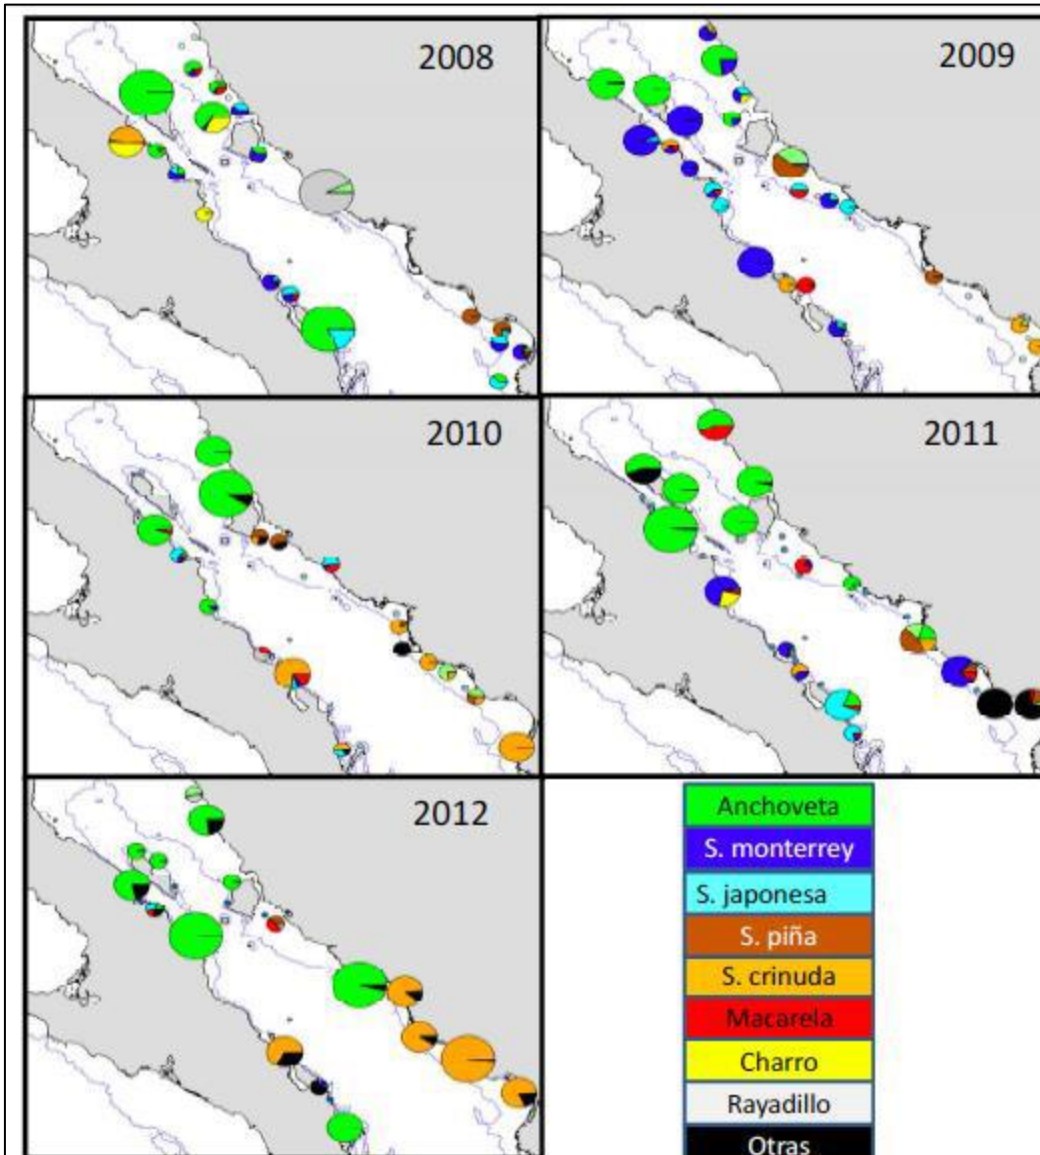 2008
2009
2010
2011
2012
Anchoveta
S. monterrey
S. japonesa
S. piña
S. crinuda
Macarela
Charro
Rayadillo
Otras